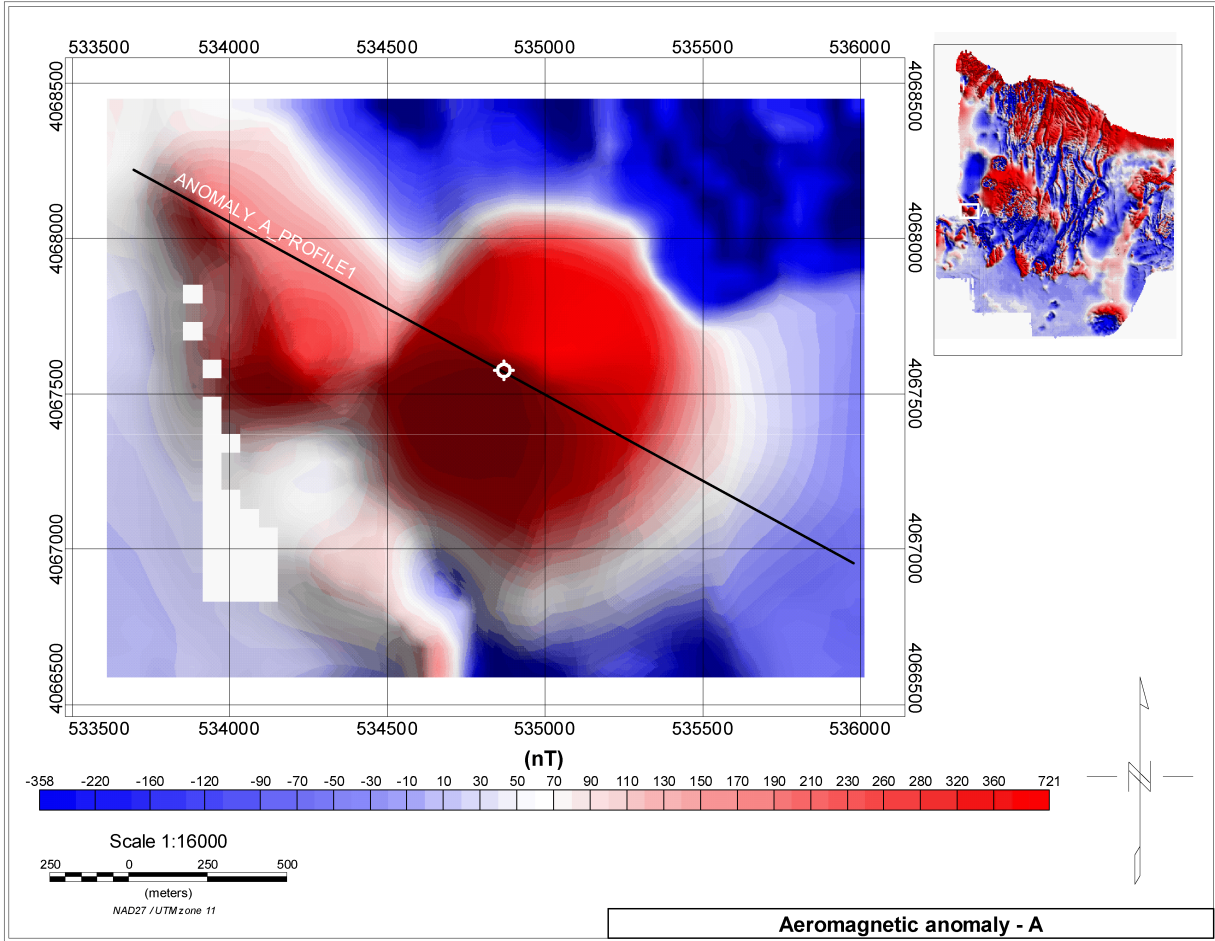 533500 534000 534500 535000 535500 536000
4068500 4068500
4068000 4068000
4067500 4067500
4067000 4067000
4066500 4066500
ANOMALY_A_PROFILE1
A
533500 534000 534500 535000 535500 536000
(nT)
-358 -220 -160 -120 -90 -70 -50 -30 -10 10 30 50 70 90 110 130 150 170 190 210 230 260 280 320 360 721
Scale 1:16000
250 0 250 500
(meters)
NAD27 / UTM zone 11
N
Aeromagnetic anomaly - A